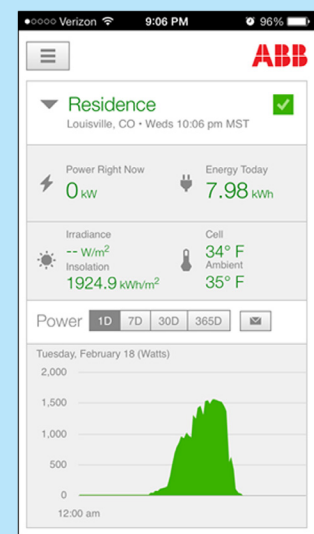 Verizon 9:06 PM 96%
ABB
Residence
Louisville, CO • Weds 10:06 pm MST
Power Right Now
0 kW
Energy Today
7.98 kWh
Irradiance
-- W/m²
Insolation
1924.9 kWh/m²
Cell
34° F
Ambient
35° F
Power 1D 7D 30D 365D
Tuesday, February 18 (Watts)
2,000
1,500
1,000
500
0
12:00 am